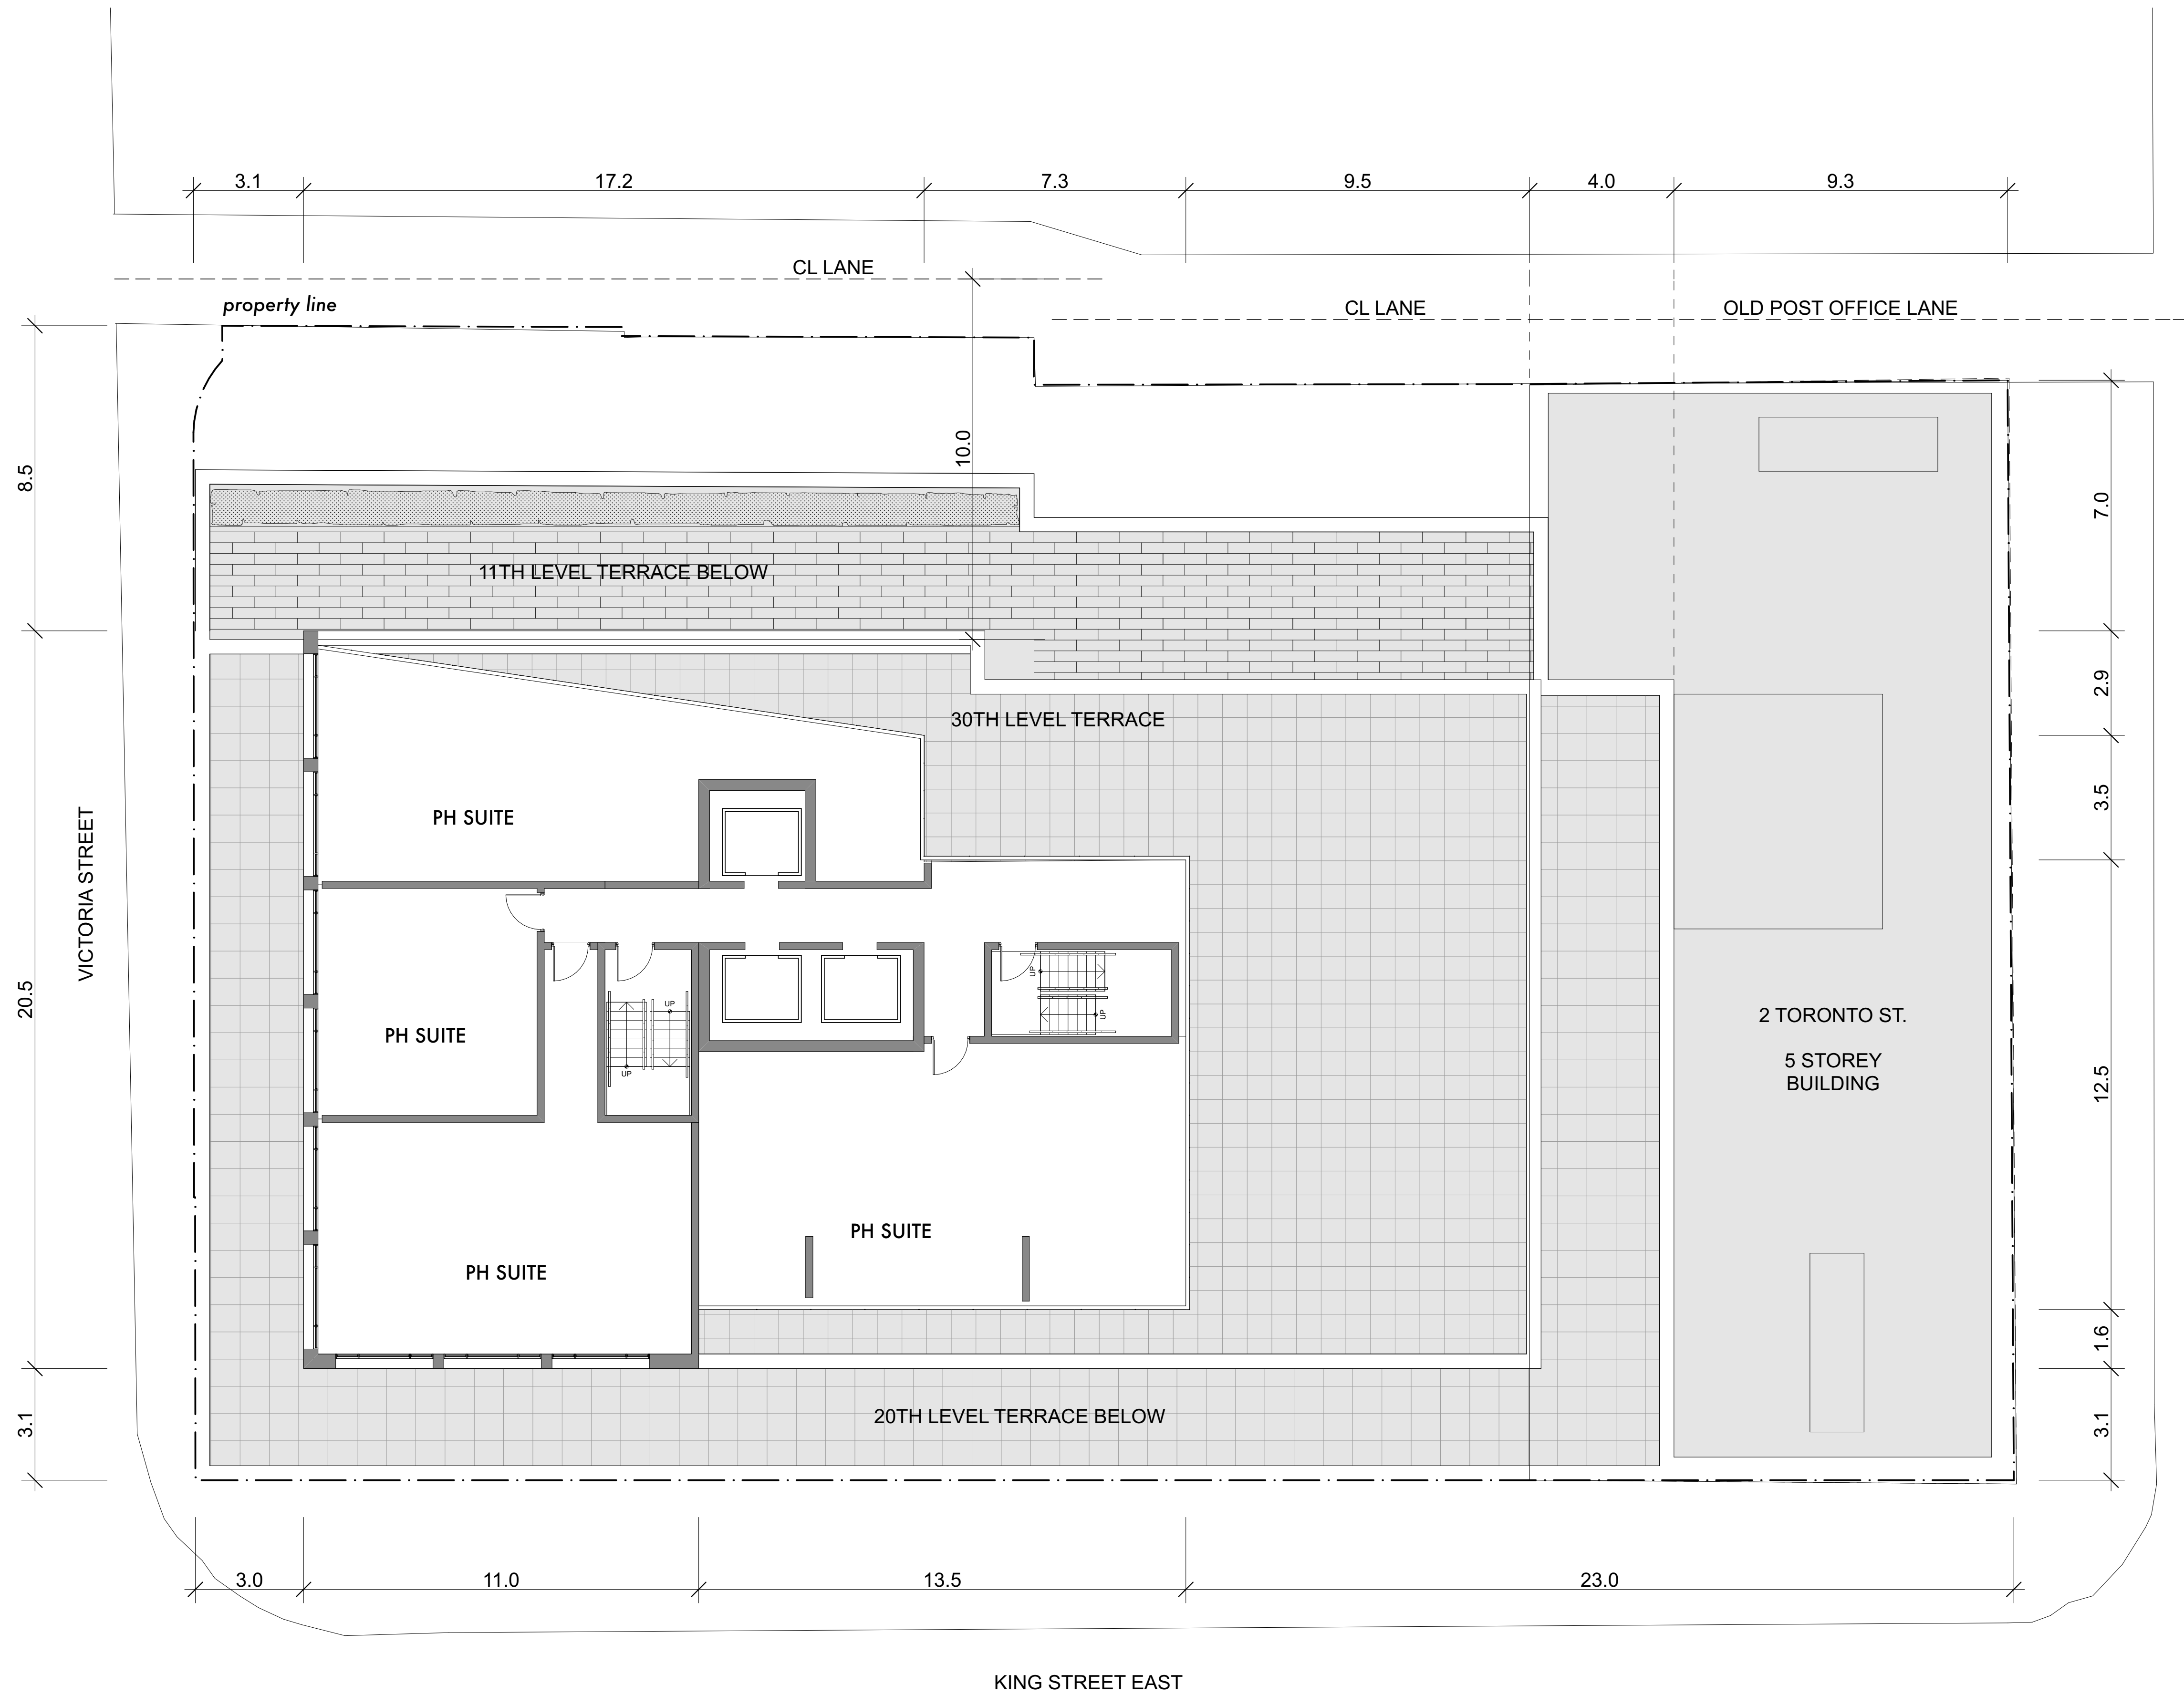 3.1
17.2
7.3
9.5
4.0
9.3
CL LANE
property line
CL LANE
OLD POST OFFICE LANE
8.5
10.0
7.0
11TH LEVEL TERRACE BELOW
2.9
30TH LEVEL TERRACE
3.5
PH SUITE
VICTORIA STREET
20.5
UP
UP
UP
UP
PH SUITE
2 TORONTO ST.
5 STOREY
BUILDING
12.5
PH SUITE
PH SUITE
1.6
20TH LEVEL TERRACE BELOW
3.1
3.1
3.0
11.0
13.5
23.0
KING STREET EAST